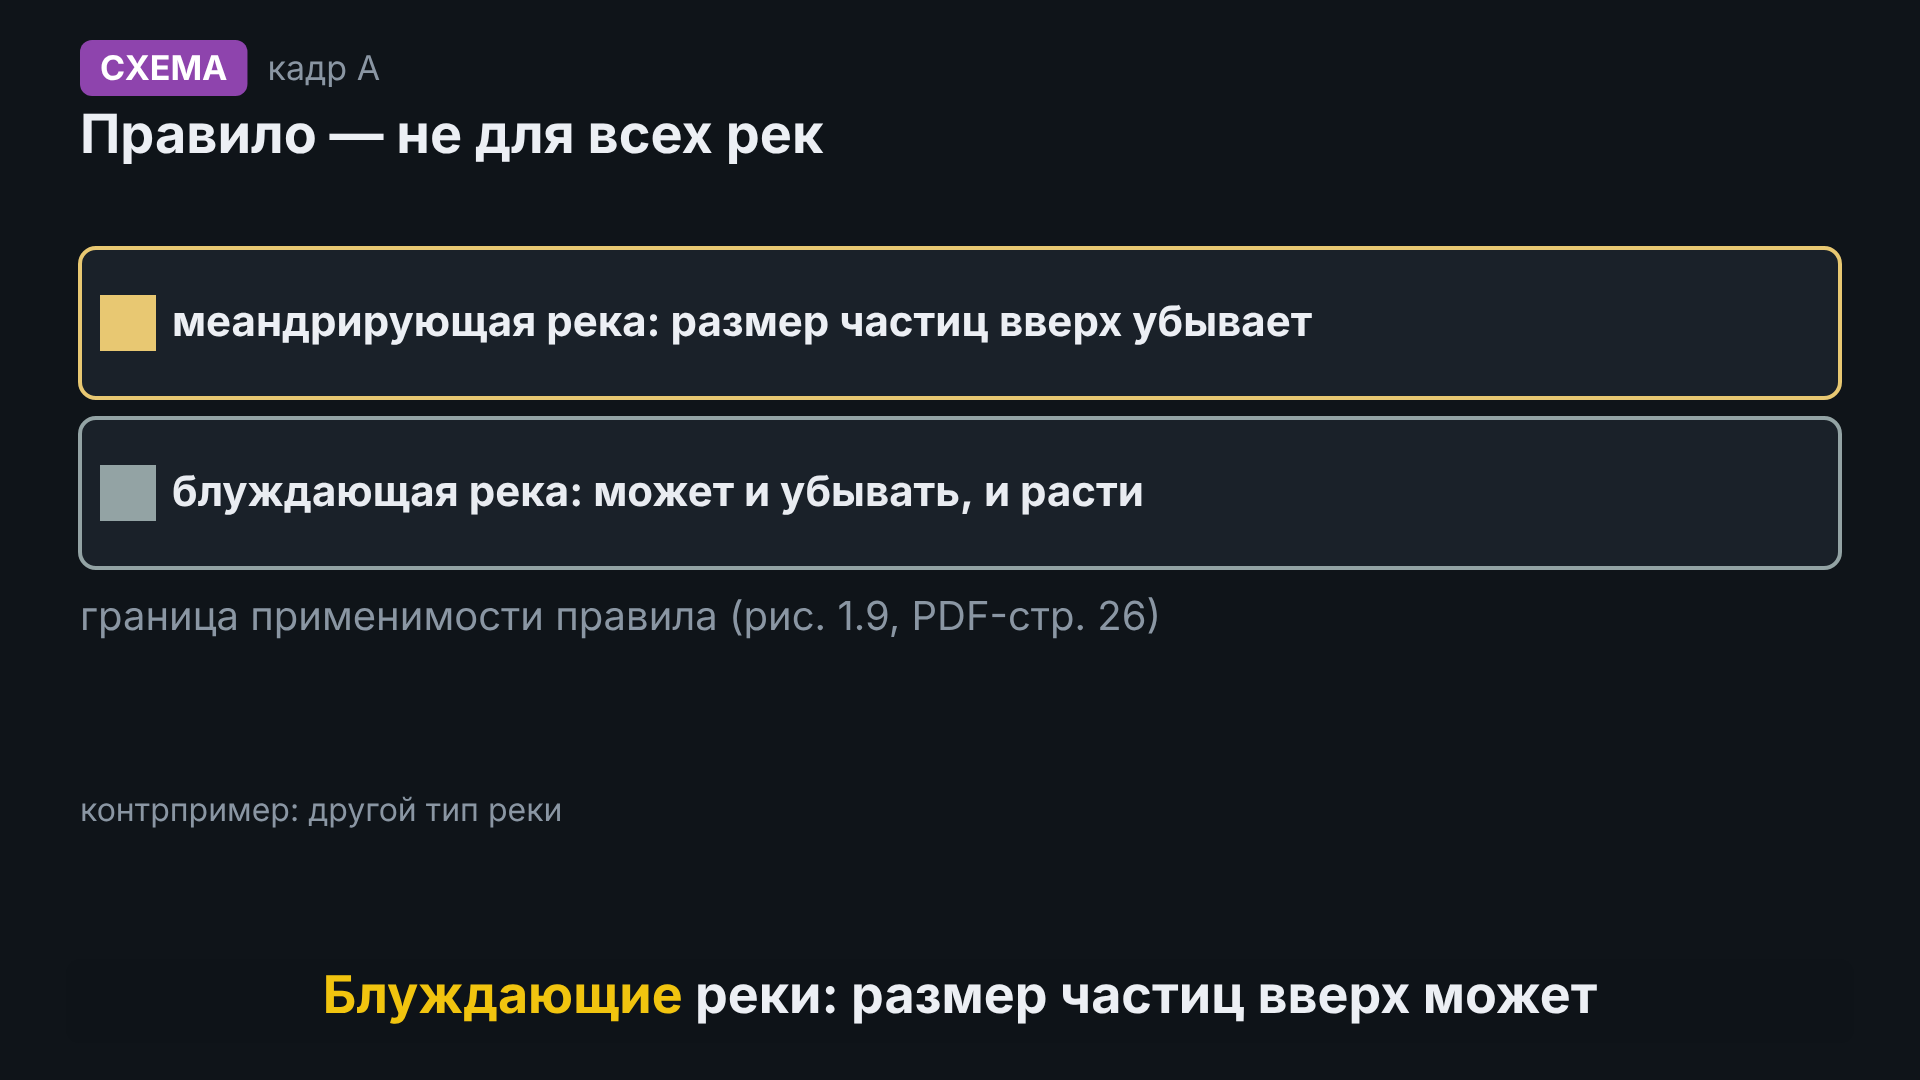 СХЕМА кадр А
Правило — не для всех рек
меандрирующая река: размер частиц вверх убывает
блуждающая река: может и убывать, и расти
граница применимости правила (рис. 1.9, PDF-стр. 26)
контрпример: другой тип реки
Блуждающие реки: размер частиц вверх может